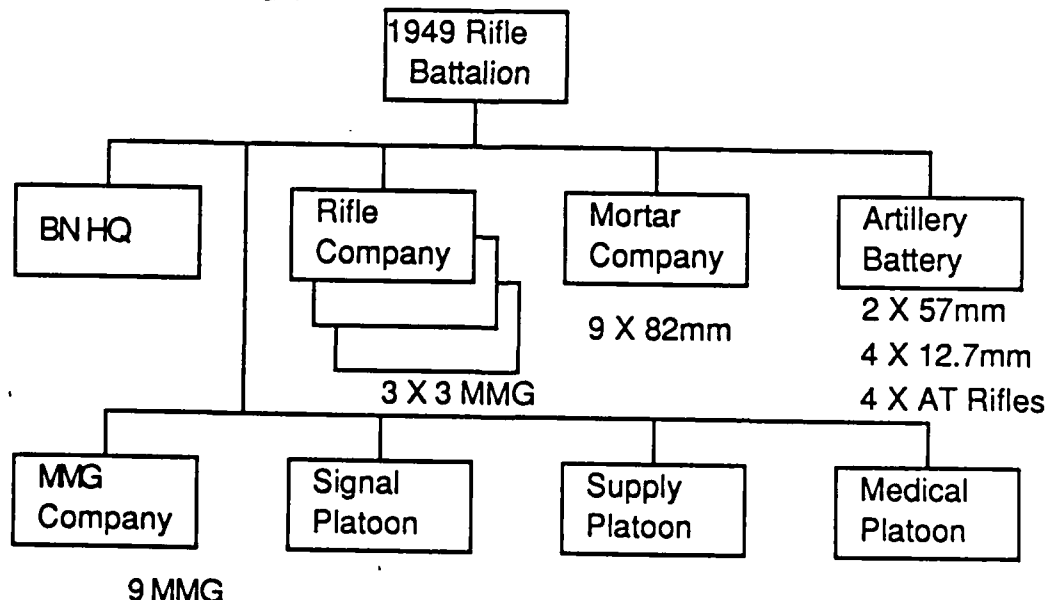 1949 Rifle
Battalion
BN HQ
Rifle
Company
3 X 3 MMG
Mortar
Company
9 X 82mm
Artillery
Battery
2 X 57mm
4 X 12.7mm
4 X AT Rifles
MMG
Company
9 MMG
Signal
Platoon
Supply
Platoon
Medical
Platoon